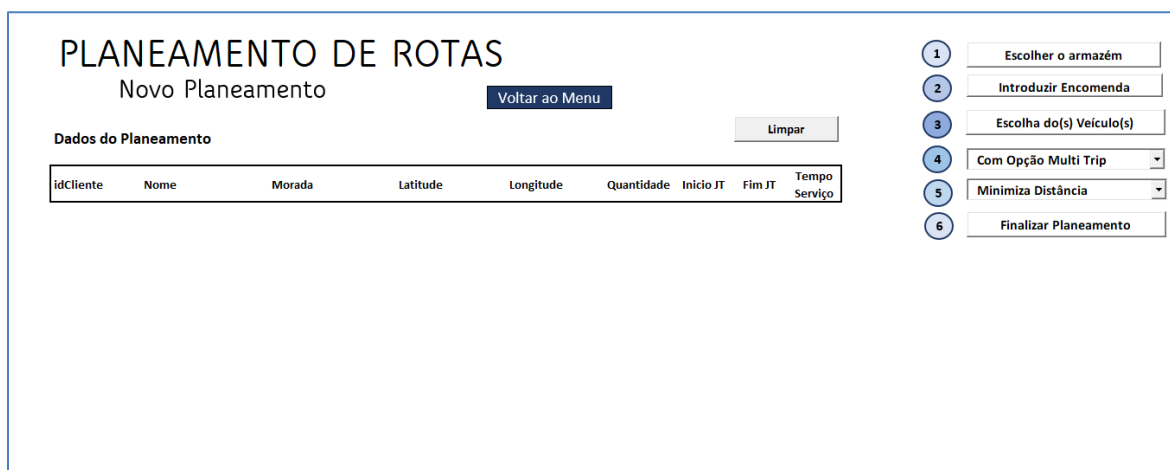 PLANEAMENTO DE ROTAS
Novo Planeamento
Voltar ao Menu
Limpar
Dados do Planeamento
idCliente Nome Morada Latitude Longitude Quantidade Inicio JT Fim JT Tempo Serviço
1 Escolher o armazém
2 Introduzir Encomenda
3 Escolha do(s) Veículo(s)
4 Com Opção Multi Trip
5 Minimiza Distância
6 Finalizar Planeamento